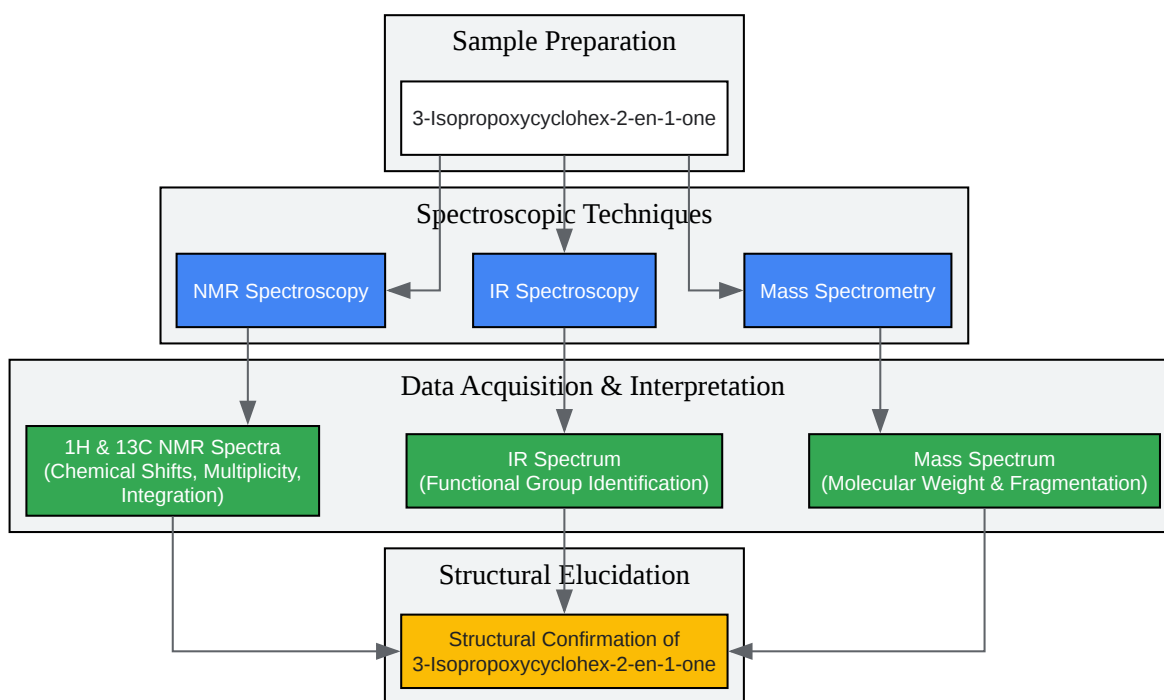 Sample Preparation
3-Isopropoxycyclohex-2-en-1-one
Spectroscopic Techniques
NMR Spectroscopy
IR Spectroscopy
Mass Spectrometry
Data Acquisition & Interpretation
1H & 13C NMR Spectra
(Chemical Shifts, Multiplicity,
Integration)
IR Spectrum
(Functional Group Identification)
Mass Spectrum
(Molecular Weight & Fragmentation)
Structural Elucidation
Structural Confirmation of
3-Isopropoxycyclohex-2-en-1-one